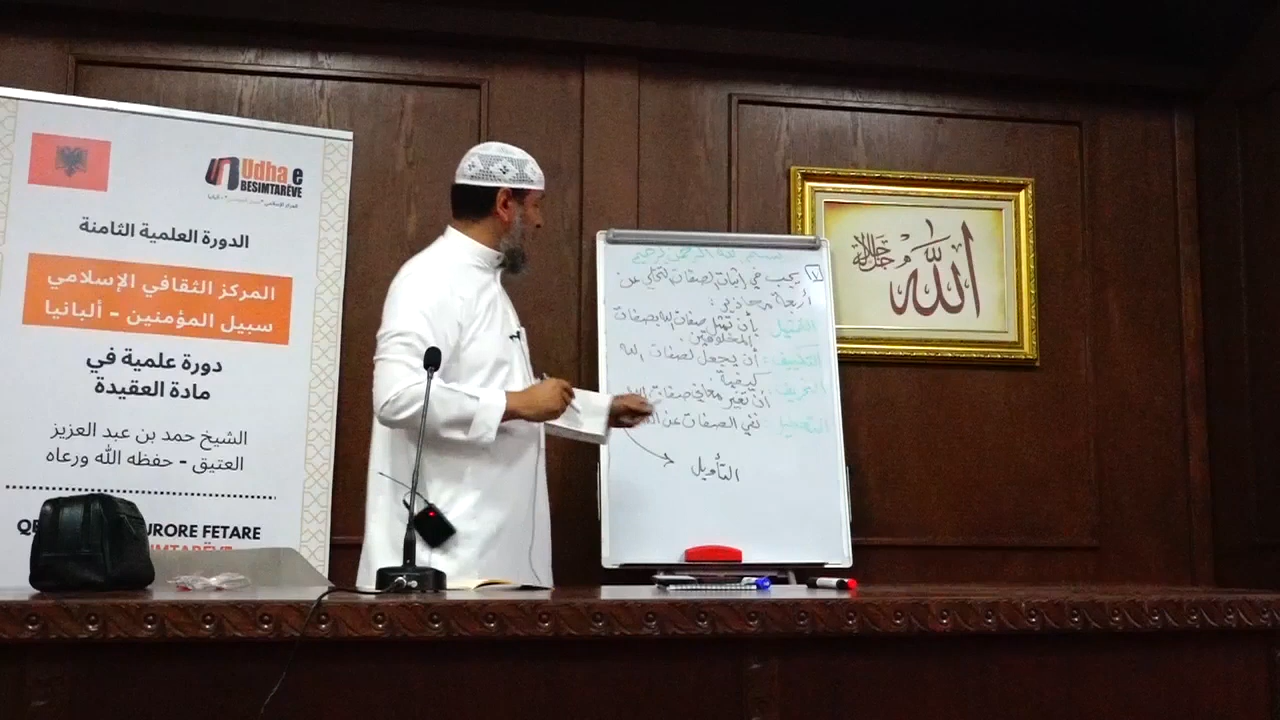 Udha e
BESIMTARËVE
الدورة العلمية الثامنة
المركز الثقافي الإسلامي
سبيل المؤمنين - ألبانيا
دورة علمية في
مادة العقيدة
الشيخ حمد بن عبد العزيز
العتيق - حفظه الله ورعاه
URORE FETARE
بسم الله الرحمن الرحيم
يجب في إثبات الصفات التخلي عن
أربعة محاذير:
التمثيل بأن تمثل صفات الله بصفات
المخلوقين.
التكييف: أن يجعل لصفات الله
كيفية
التحريف: أن تغير معاني صفات
التعطيل نفي الصفات عن
التأويل
الله
جل جلاله